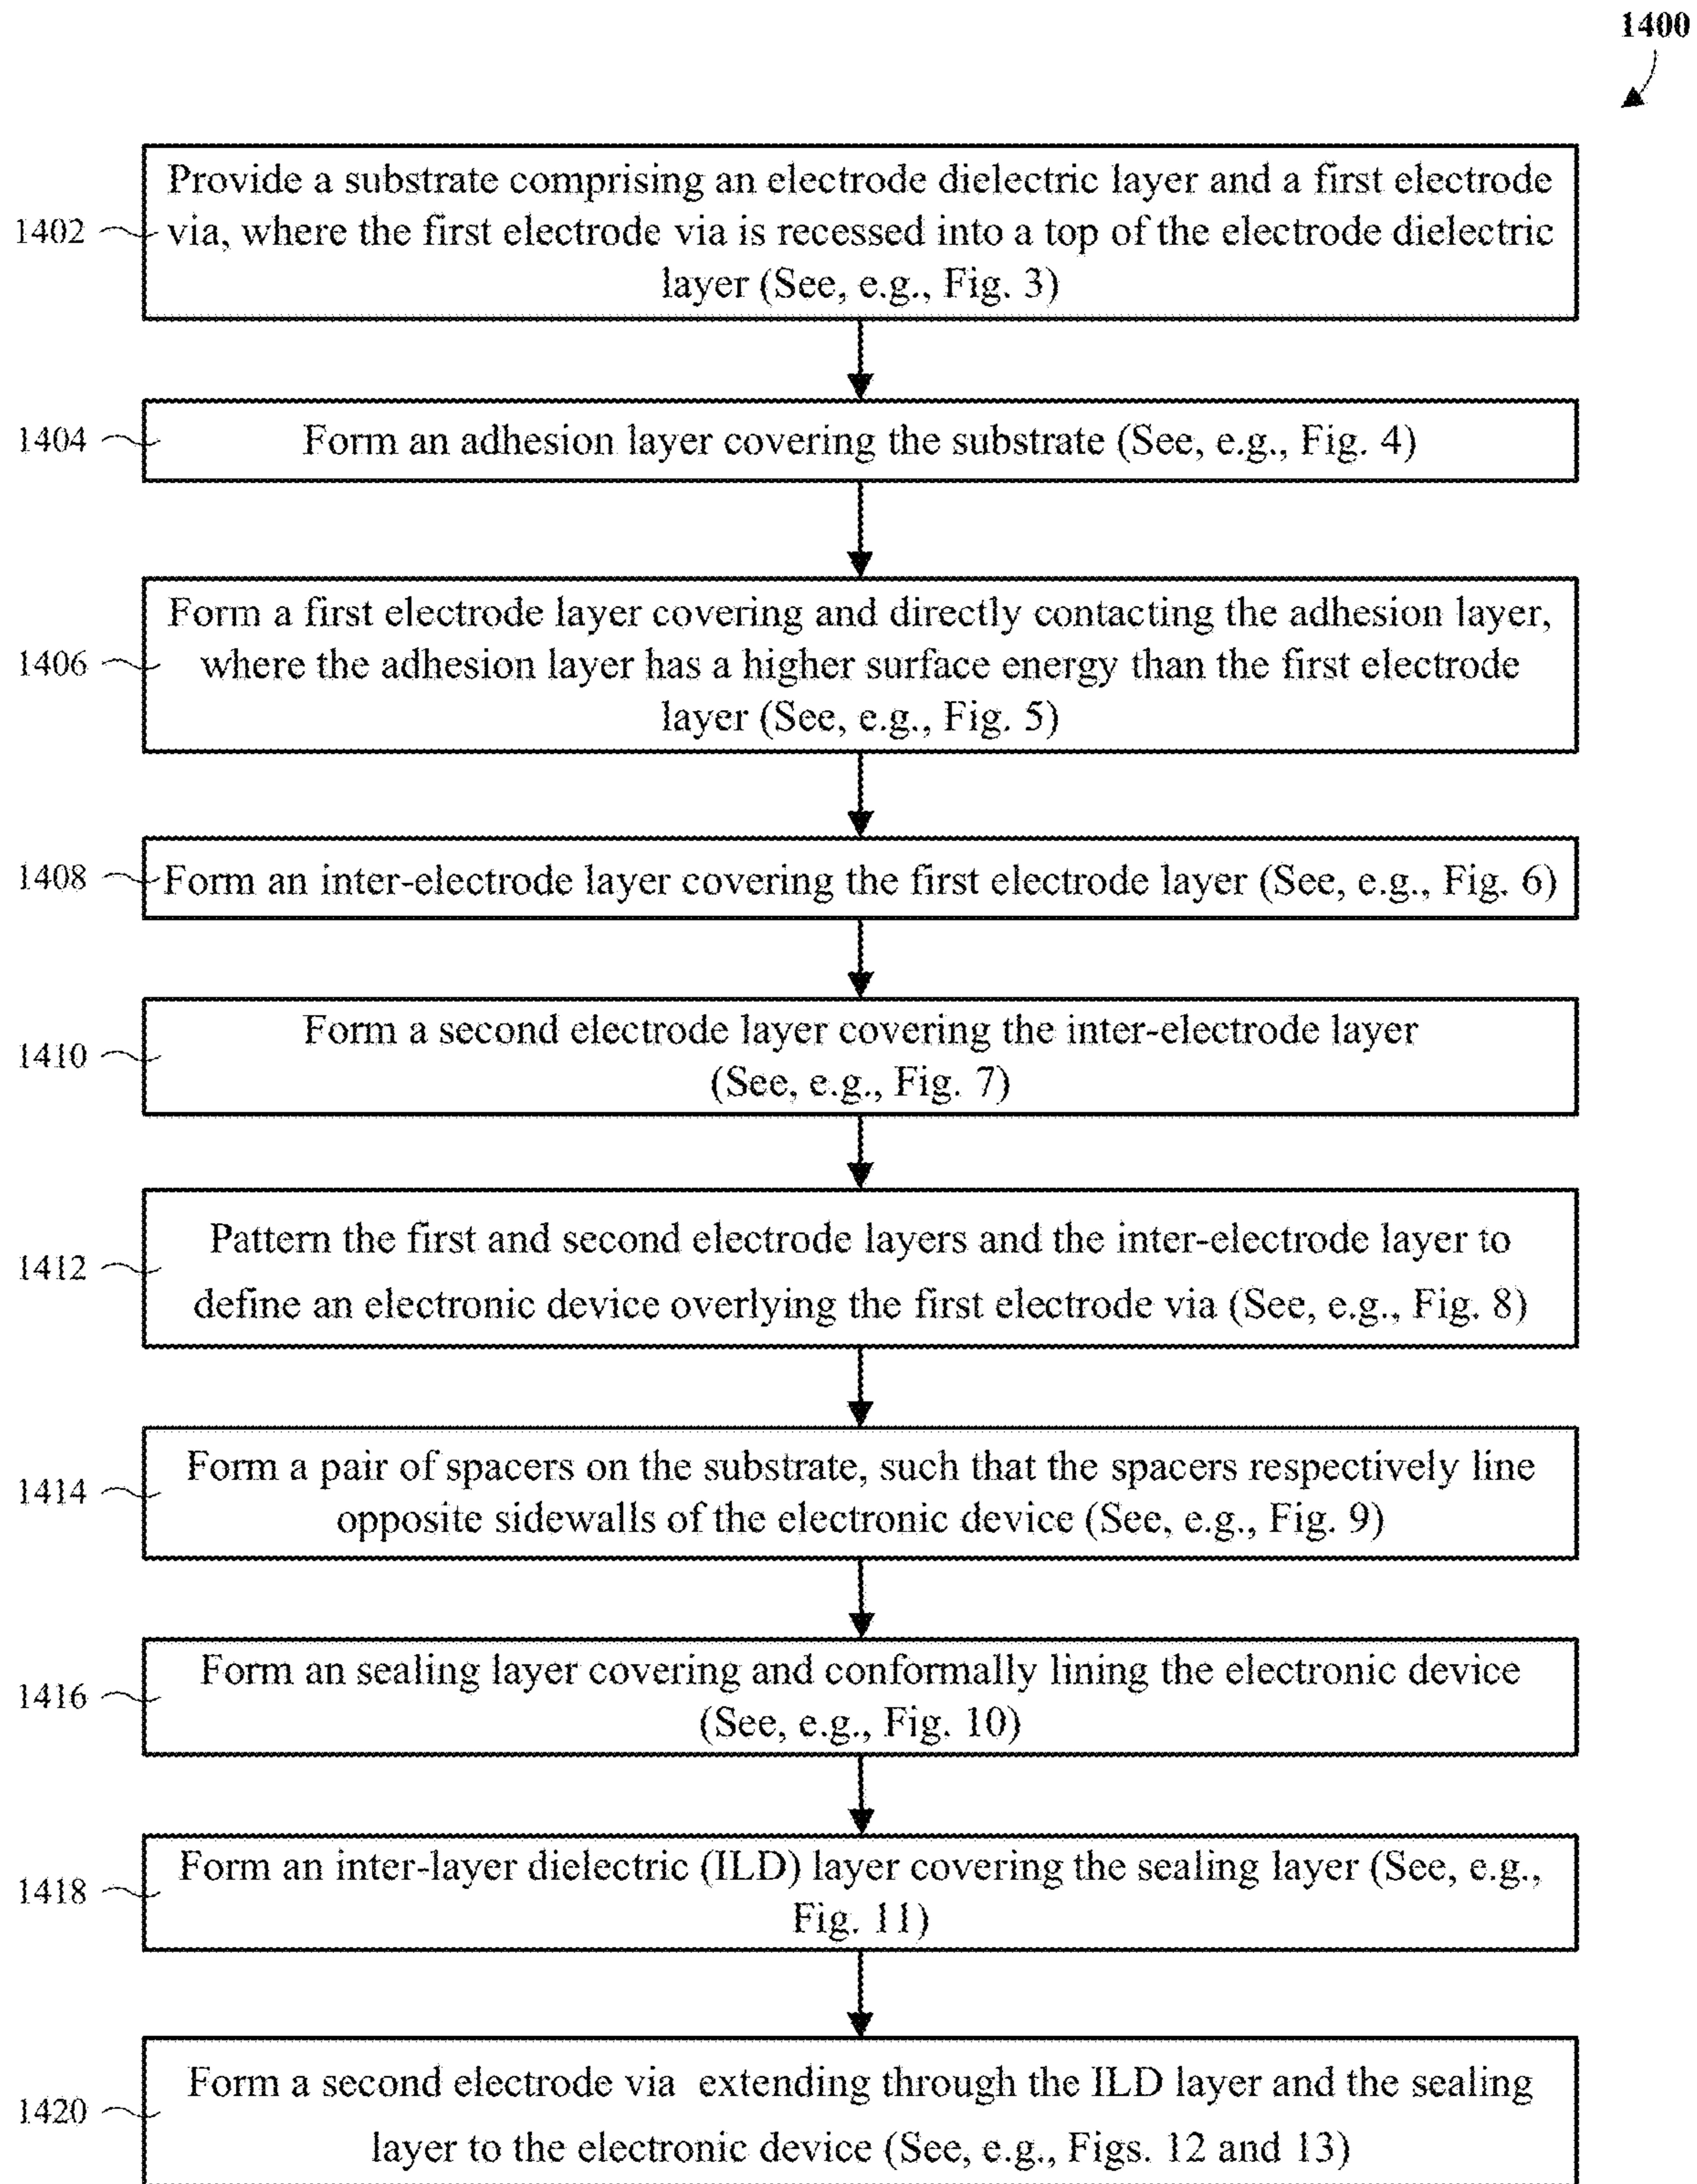 1400
1402
Provide a substrate comprising an electrode dielectric layer and a first electrode
via, where the first electrode via is recessed into a top of the electrode dielectric
layer (See, e.g., Fig. 3)
1404
Form an adhesion layer covering the substrate (See, e.g., Fig. 4)
1406
Form a first electrode layer covering and directly contacting the adhesion layer,
where the adhesion layer has a higher surface energy than the first electrode
layer (See, e.g., Fig. 5)
1408
Form an inter-electrode layer covering the first electrode layer (See, e.g., Fig. 6)
1410
Form a second electrode layer covering the inter-electrode layer
(See, e.g., Fig. 7)
1412
Pattern the first and second electrode layers and the inter-electrode layer to
define an electronic device overlying the first electrode via (See, e.g., Fig. 8)
1414
Form a pair of spacers on the substrate, such that the spacers respectively line
opposite sidewalls of the electronic device (See, e.g., Fig. 9)
1416
Form an sealing layer covering and conformally lining the electronic device
(See, e.g., Fig. 10)
1418
Form an inter-layer dielectric (ILD) layer covering the sealing layer (See, e.g.,
Fig. 11)
1420
Form a second electrode via extending through the ILD layer and the sealing
layer to the electronic device (See, e.g., Figs. 12 and 13)